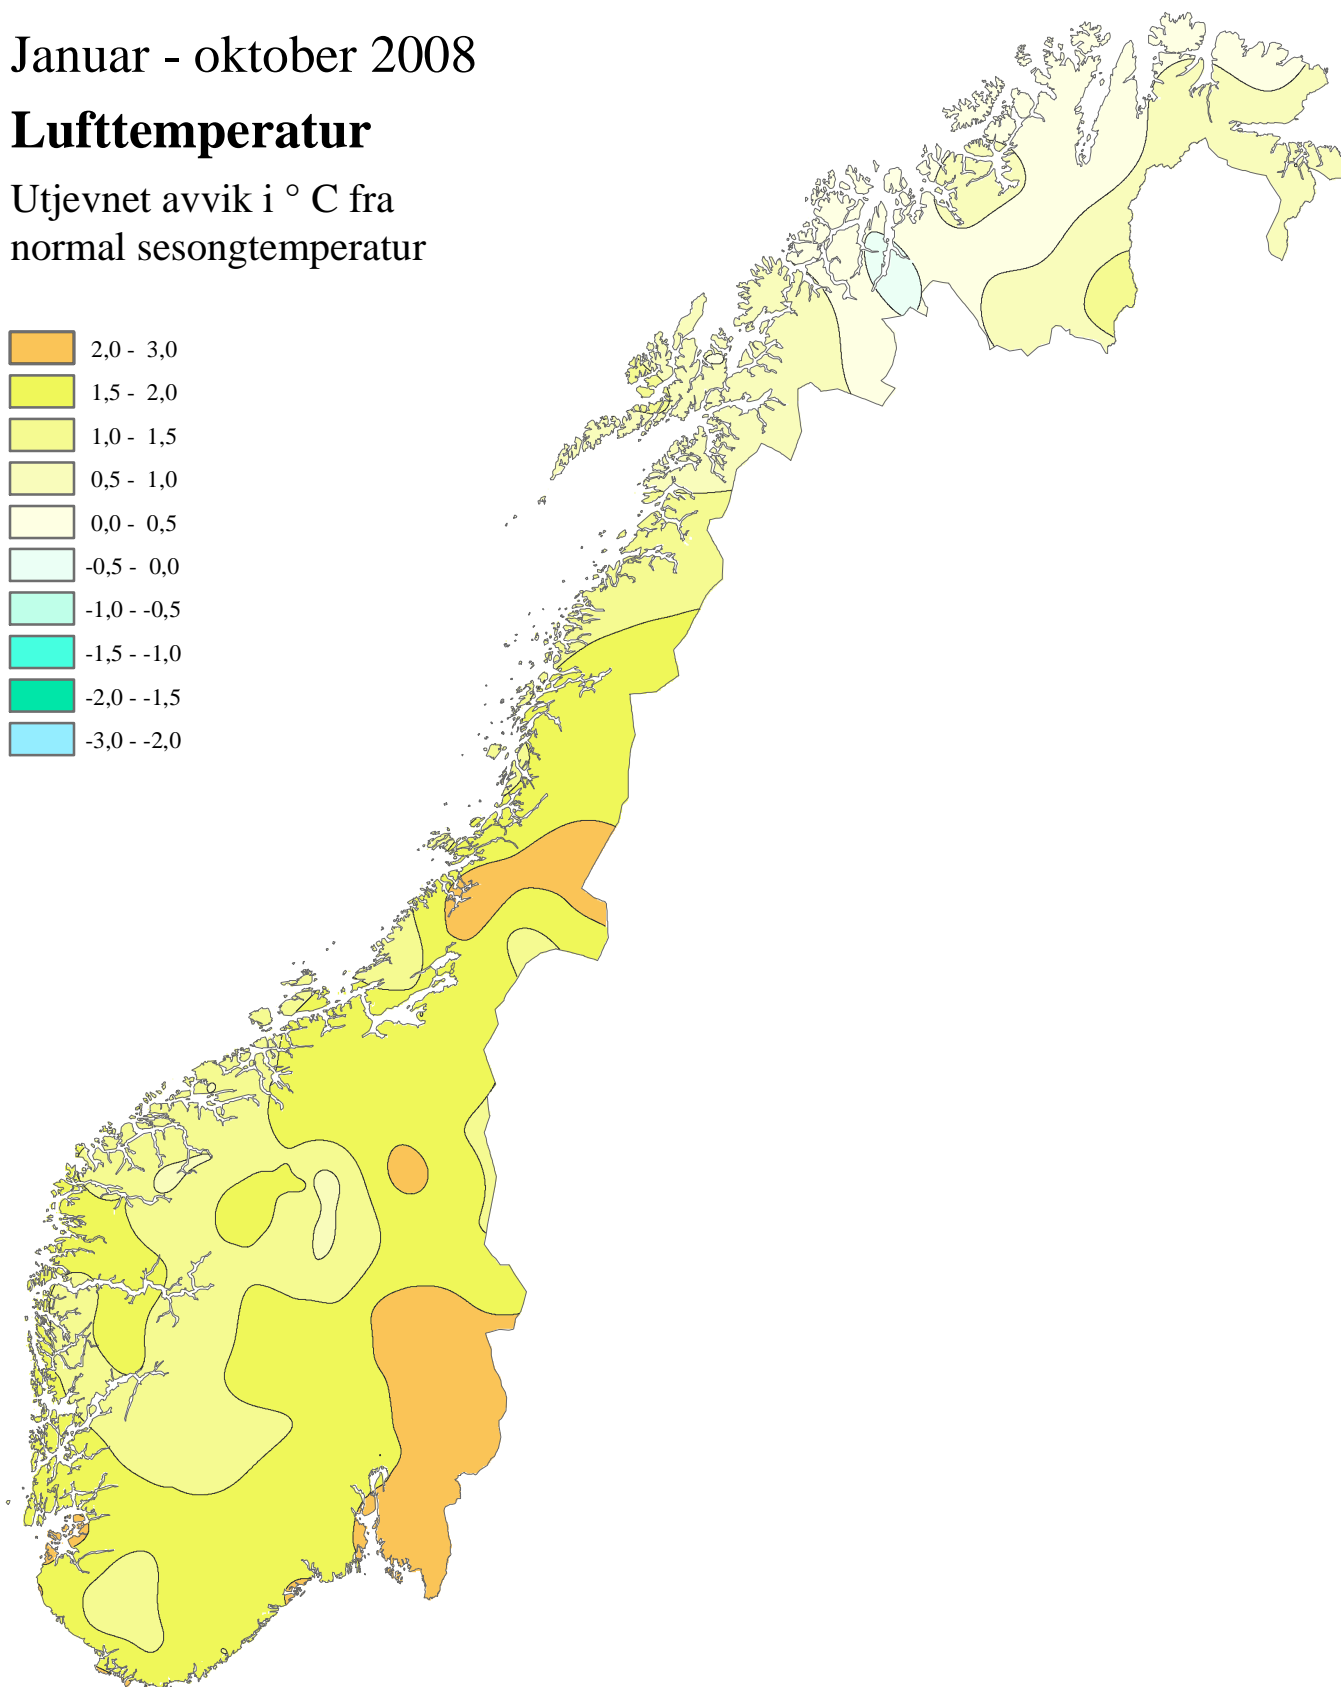 Januar - oktober 2008
Lufttemperatur
Utjevnet avvik i ° C fra
normal sesongtemperatur
2,0 - 3,0
1,5 - 2,0
1,0 - 1,5
0,5 - 1,0
0,0 - 0,5
-0,5 - 0,0
-1,0 - -0,5
-1,5 - -1,0
-2,0 - -1,5
-3,0 - -2,0